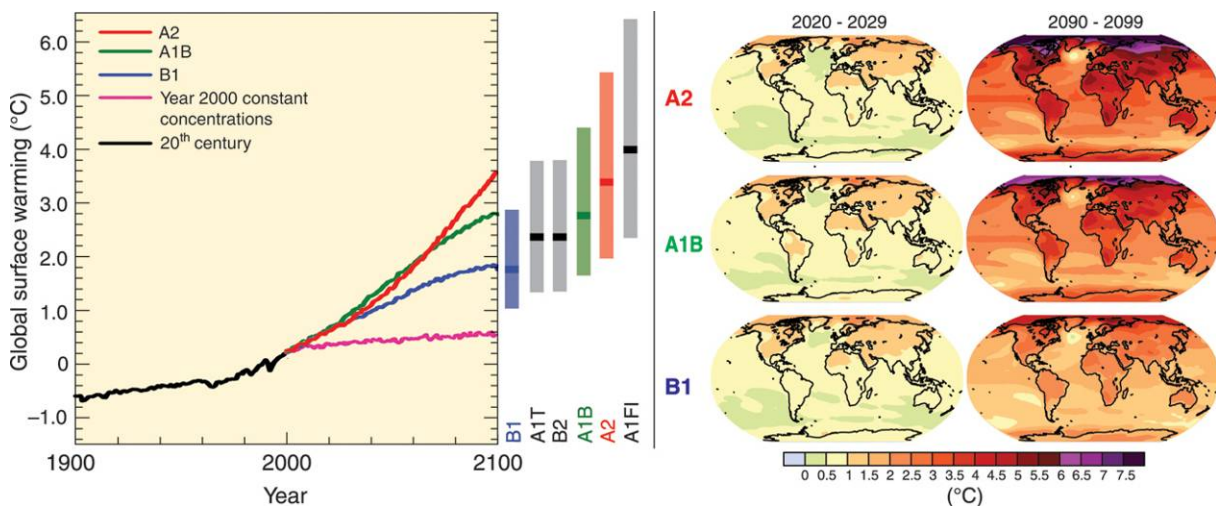 Global surface warming (°C)
6.0
5.0
4.0
3.0
2.0
1.0
0
–1.0
A2
A1B
B1
Year 2000 constant
concentrations
20th century
1900
2000
2100
Year
B1
A1T
B2
A1B
A2
A1FI
2020 - 2029
2090 - 2099
A2
A1B
B1
0 0.5 1 1.5 2 2.5 3 3.5 4 4.5 5 5.5 6 6.5 7 7.5
(°C)